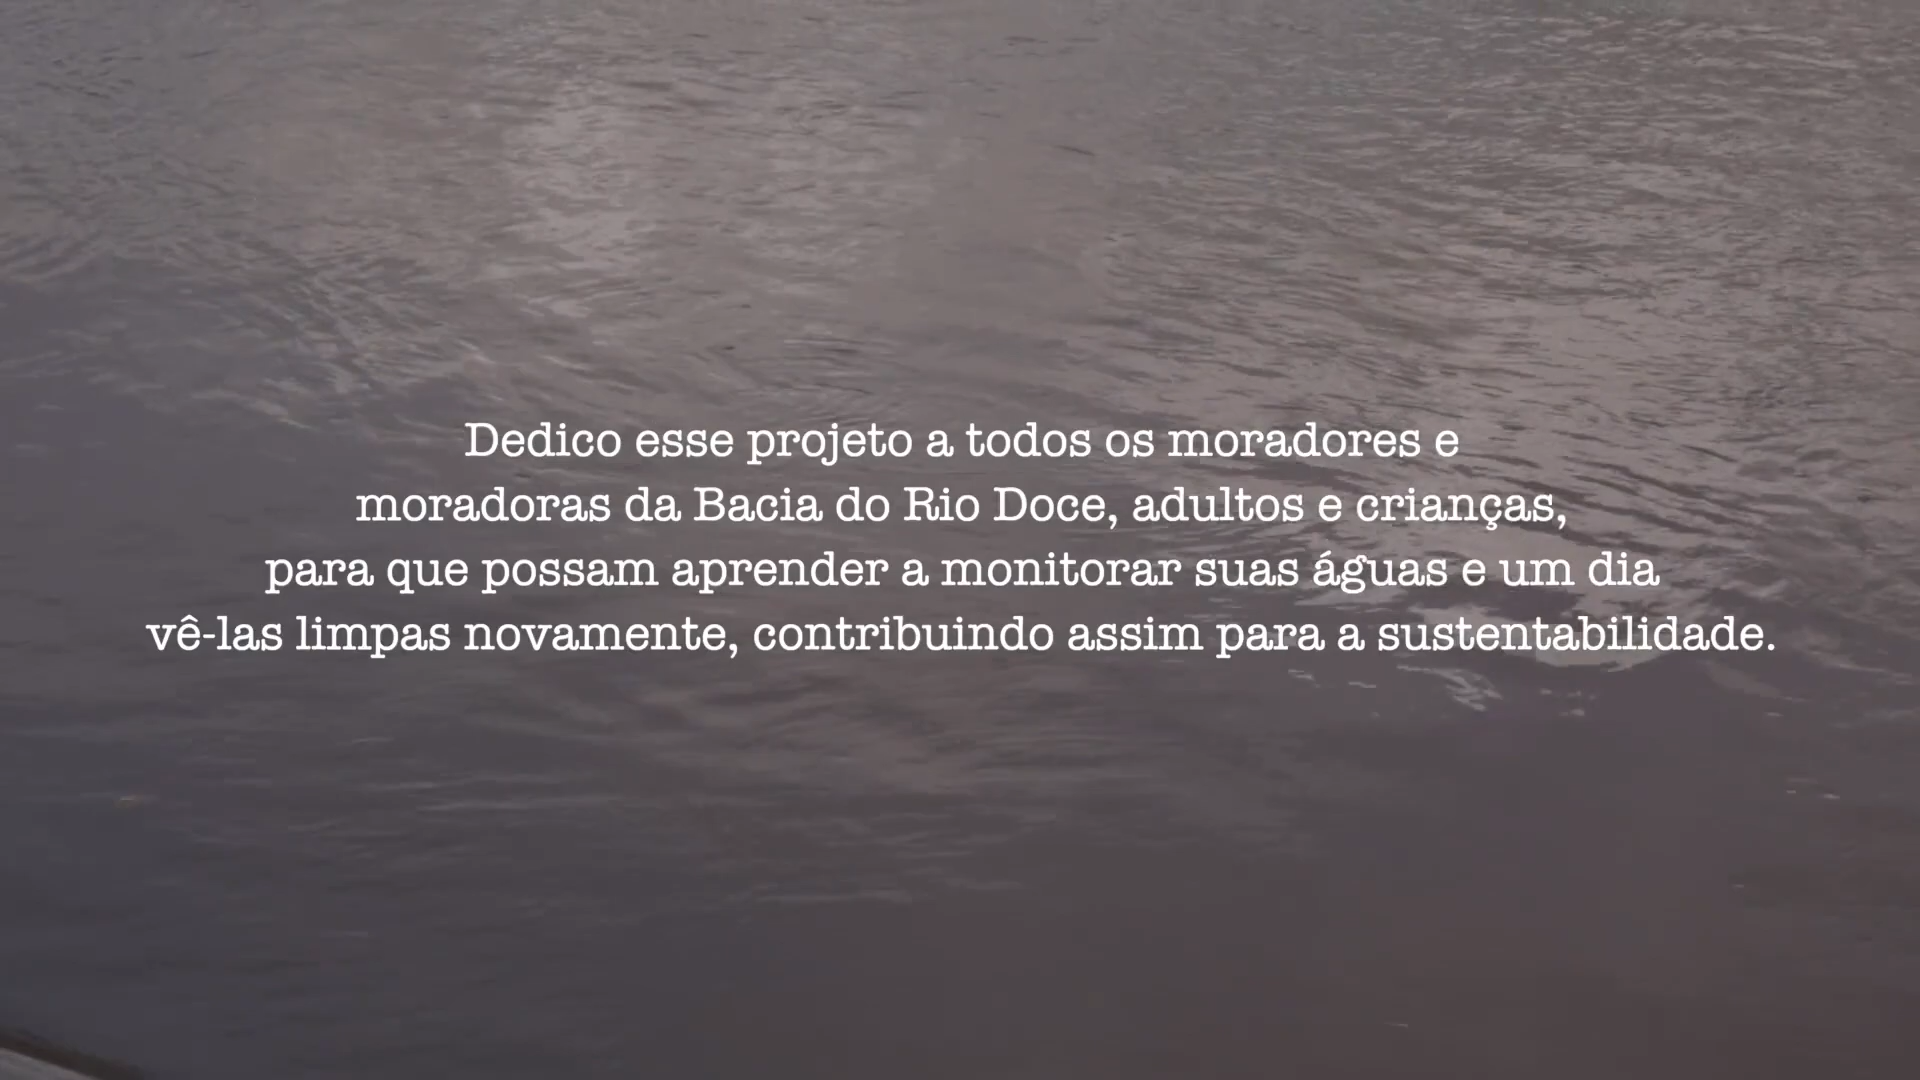 Dedico esse projeto a todos os moradores e
moradoras da Bacia do Rio Doce, adultos e crianças,
para que possam aprender a monitorar suas águas e um dia
vê-las limpas novamente, contribuindo assim para a sustentabilidade.